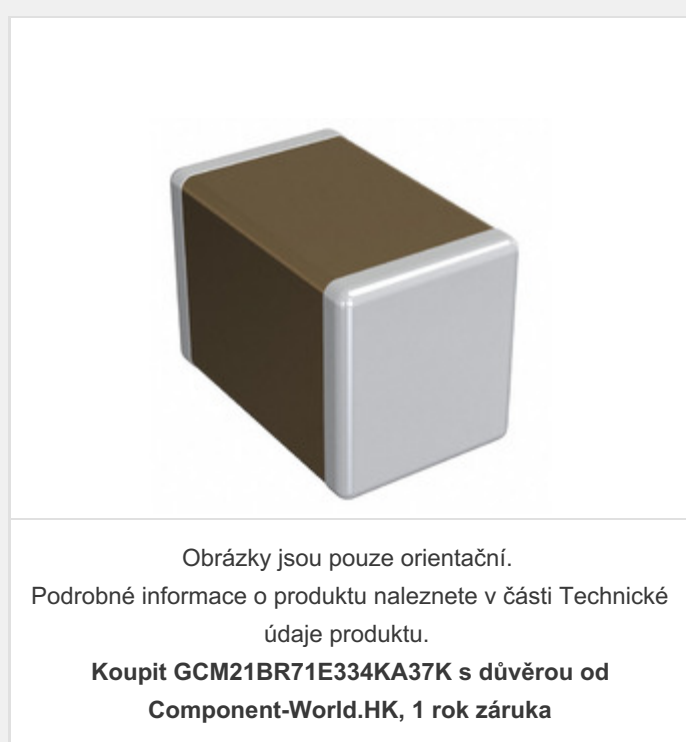 Obrázky jsou pouze orientační.
Podrobné informace o produktu naleznete v části Technické
údaje produktu.
Koupit GCM21BR71E334KA37K s důvěrou od
Component-World.HK, 1 rok záruka